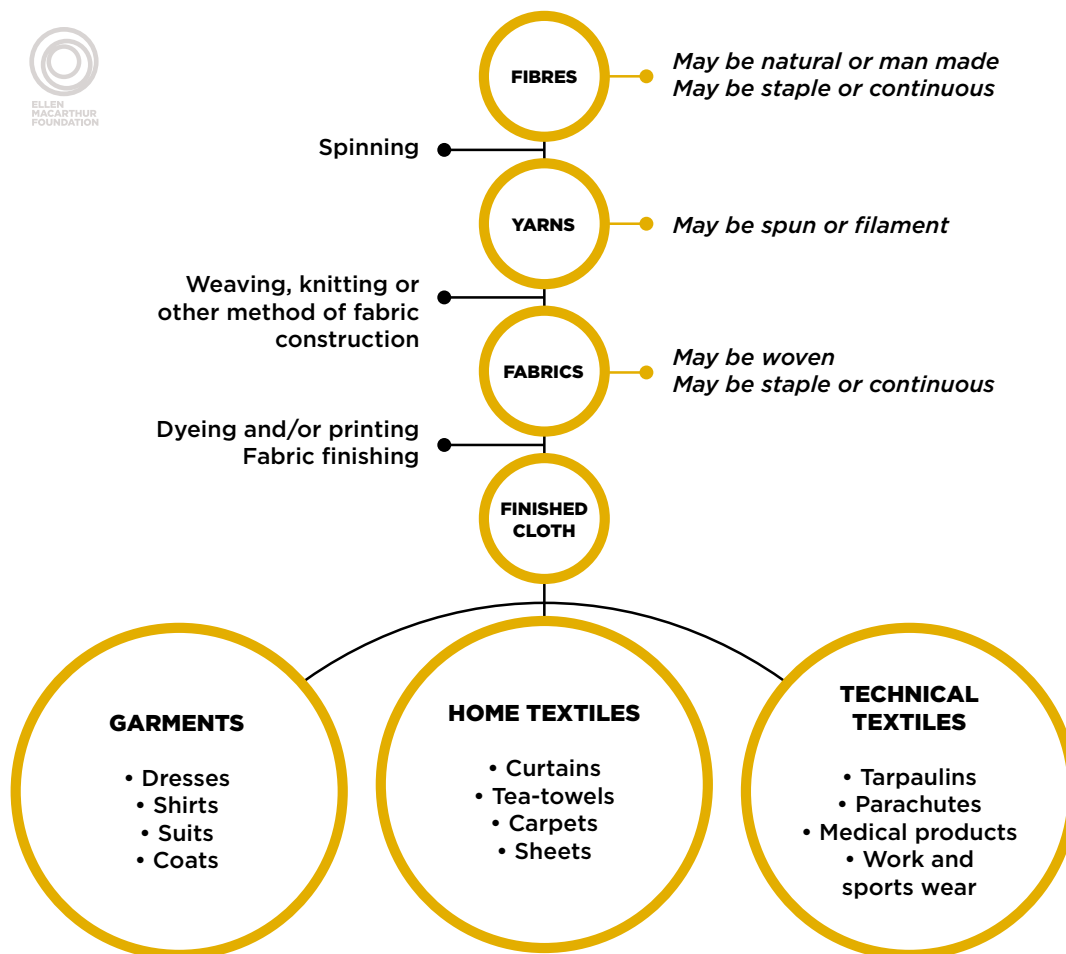 ELLEN
MACARTHUR
FOUNDATION
FIBRES
May be natural or man made
May be staple or continuous
Spinning
YARNS
May be spun or filament
Weaving, knitting or
other method of fabric
construction
FABRICS
May be woven
May be staple or continuous
Dyeing and/or printing
Fabric finishing
FINISHED
CLOTH
GARMENTS
• Dresses
• Shirts
• Suits
• Coats
HOME TEXTILES
• Curtains
• Tea-towels
• Carpets
• Sheets
TECHNICAL
TEXTILES
• Tarpaulins
• Parachutes
• Medical products
• Work and
sports wear